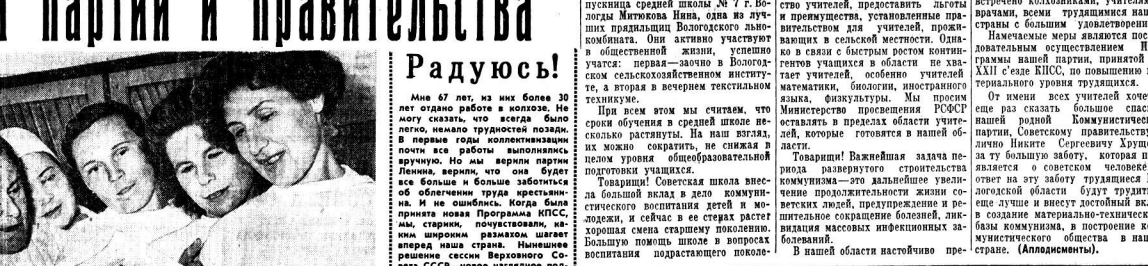 партии и правительства
Радуюсь!
Мне 67 лет, из них более 30
лет отдано работе в колхозе. Не
могу сказать, что всегда было
легко, немало трудностей позади.
В первые годы коллективизации
почти все работы выполнялись
вручную. Но мы верили партии
Ленина, верили, что она будет
все больше и больше заботиться
об облегчении труда крестьяни-
на. И не ошиблись. Когда была
принята новая Программа КПСС,
мы, старики, почувствовали, ка-
ким широким размахом шагает
вперед наша страна. Нынешнее
решение сессии Верховного Со-
вета СССР — новое наглядное под-
пускница средней школы № 7 г. Во-
логды Митюкова Нина, одна из луч-
ших прядильщиц Вологодского льно-
комбината. Они активно участвуют
в общественной жизни, успешно
учатся: первая—заочно в Вологод-
ском сельскохозяйственном институ-
те, а вторая в вечернем текстильном
техникуме.
При всем этом мы считаем, что
сроки обучения в средней школе не-
сколько растянуты. На наш взгляд,
их можно сократить, не снижая в
целом уровня общеобразовательной
подготовки учащихся.
Товарищи! Советская школа внес-
ла большой вклад в дело коммуни-
стического воспитания детей и мо-
лодежи, и сейчас в ее стенах растет
хорошая смена старшему поколению.
Большую помощь школе в вопросах
воспитания подрастающего поколе-
ство учителей, предоставить льготы
и преимущества, установленные пра-
вительством для учителей, прожи-
вающих в сельской местности. Одна-
ко в связи с быстрым ростом контин-
гентов учащихся в области не хва-
тает учителей, особенно учителей
математики, биологии, иностранного
языка, физкультуры. Мы просим
Министерство просвещения РСФСР
оставлять в пределах области учите-
лей, которые готовятся в нашей об-
ласти.
Товарищи! Важнейшая задача пе-
риода развернутого строительства
коммунизма—это дальнейшее увели-
чение продолжительности жизни со-
ветских людей, предупреждение и ре-
шительное сокращение болезней, лик-
видация массовых инфекционных за-
болеваний.
В нашей области настойчиво пре-
встречено колхозниками, учителям
врачами, всеми трудящимися наш
страны с большим удовлетворени
Намечаемые меры являются пос
довательным осуществлением П
граммы нашей партии, принятой
XXII с'езде КПСС, по повышению
териального уровня трудящихся.
От имени всех учителей хоче
еще раз сказать большое спас
нашей родной Коммунистичес
партии, Советскому правительств
лично Никите Сергеевичу Хрущ
за ту большую заботу, которая
является о советском человеке
ответ на эту заботу трудящиеся
логодской области будут трудит
еще лучше и внесут достойный вкл
в создание материально-техническ
базы коммунизма, в построение к
мунистического общества в наш
стране. (Аплодисменты).